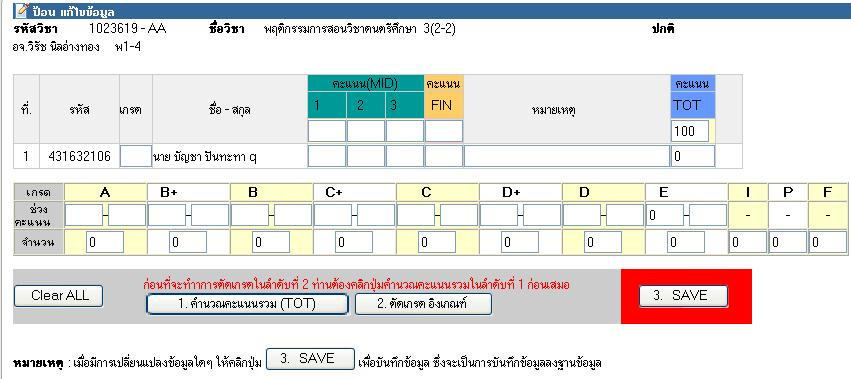 ป้อน แก้ไขข้อมูล
รหัสวิชา 1023619 - AA ชื่อวิชา พฤติกรรมการสอนวิชาดนตรีศึกษา 3(2-2) ปกติ
อจ.วิรัช นิลอ่างทอง พ1-4
คะแนน(MID) คะแนน คะแนน
ที่. รหัส เกรด ชื่อ - สกุล 1 2 3 FIN หมายเหตุ TOT
100
1 431632106 นาย บัญชา ปันทะทา q 0
เกรด A B+ B C+ C D+ D E I P F
ช่วง คะแนน - - - - - - - 0 - - - -
จำนวน 0 0 0 0 0 0 0 0 0 0 0
ก่อนที่จะทำาการตัดเกรดในลำดับที่ 2 ท่านต้องคลิกปุ่มคำนวณคะแนนรวมในลำดับที่ 1 ก่อนเสมอ
Clear ALL 1. คำนวณคะแนนรวม (TOT) 2. ตัดเกรด อิงเกณฑ์ 3. SAVE
หมายเหตุ : เมื่อมีการเปลี่ยนแปลงข้อมูลใดๆ ให้คลิกปุ่ม 3. SAVE เพื่อบันทึกข้อมูล ซึ่งจะเป็นการบันทึกข้อมูลลงฐานข้อมูล